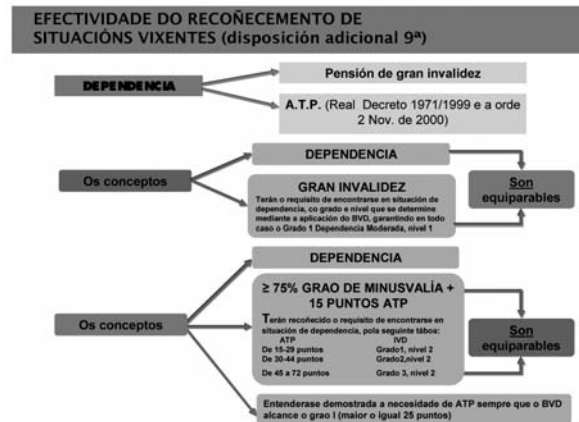 EFECTIVIDADE DO RECOÑECEMENTO DE
SITUACIÓNS VIXENTES (disposición adicional 9ª)
DEPENDENCIA
Pensión de gran invalidez
A.T.P. (Real Decreto 1971/1999 e a orde
2 Nov. de 2000)
Os conceptos
DEPENDENCIA
GRAN INVALIDEZ
Terán o requisito de encontrarse en situación de
dependencia, co grado e nivel que se determine
mediante a aplicación do BVD, garantindo en todo
caso o Grado 1 Dependencia Moderada, nivel 1
Son
equiparables
Os conceptos
DEPENDENCIA
≥ 75% GRAO DE MINUSVALÍA +
15 PUNTOS ATP
Terán recoñecido o requisito de encontrarse en
situación de dependencia, pola seguinte táboa:
ATP IVD
De 15-29 puntos Grado1, nivel 2
De 30-44 puntos Grado2,nivel 2
De 45 a 72 puntos Grado 3, nivel 2
Son
equiparables
Entenderase demostrada a necesidade de ATP sempre que o BVD
alcance o grao I (maior o igual 25 puntos)